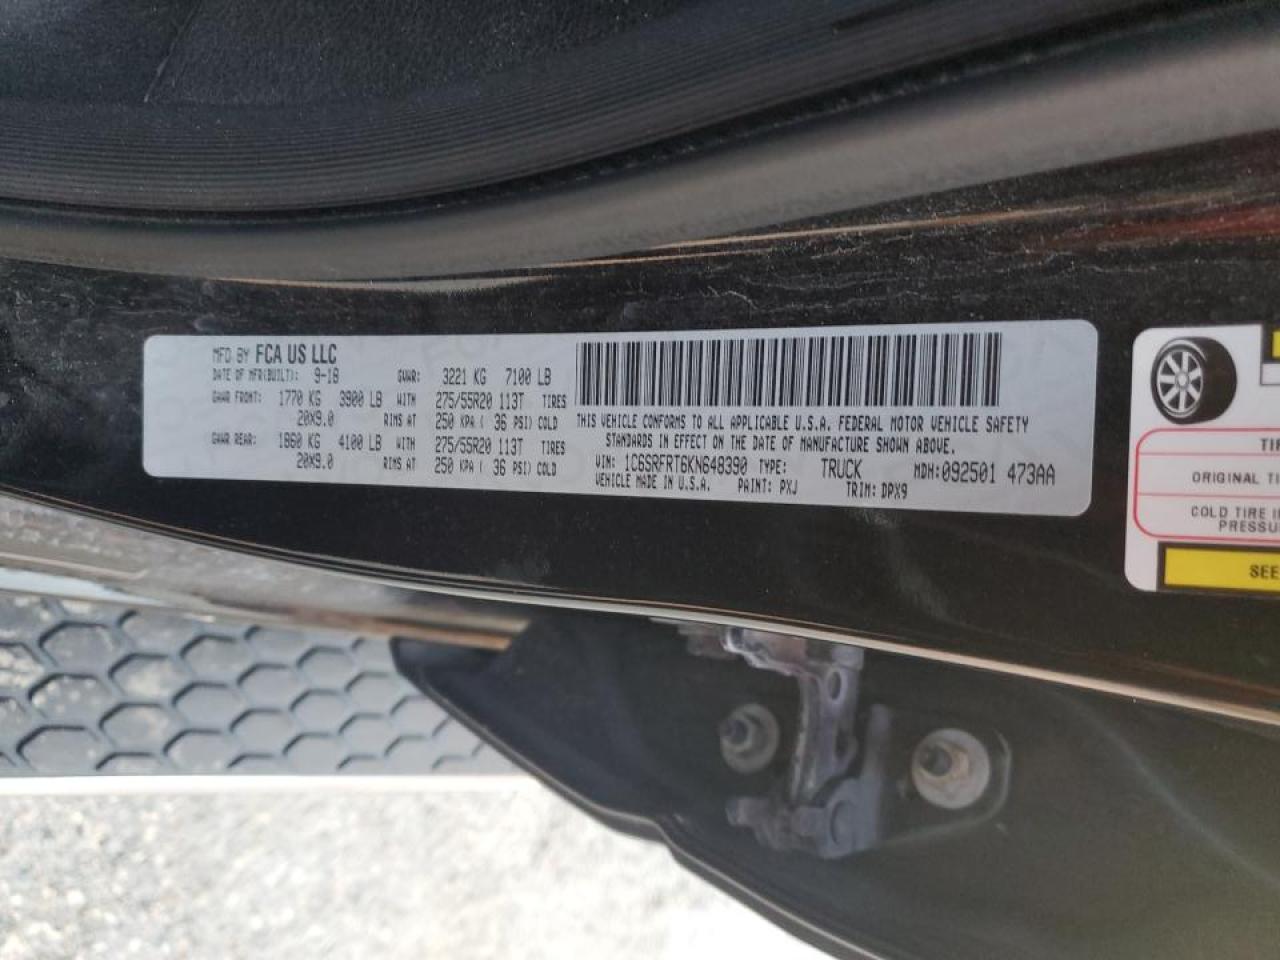 MFD BY FCA US LLC
DATE OF MFR(BUILT): 9-18 GVWR: 3221 KG 7100 LB
GAWR FRONT: 1770 KG 3900 LB WITH 275/55R20 113T TIRES
20X9.0 RIMS AT 250 KPA ( 36 PSI) COLD
GAWR REAR: 1860 KG 4100 LB WITH 275/55R20 113T TIRES
20X9.0 RIMS AT 250 KPA ( 36 PSI) COLD
THIS VEHICLE CONFORMS TO ALL APPLICABLE U.S.A. FEDERAL MOTOR VEHICLE SAFETY
STANDARDS IN EFFECT ON THE DATE OF MANUFACTURE SHOWN ABOVE.
VIN: 1C6SRFRT6KN648390 TYPE: TRUCK MDH:092501 473AA
VEHICLE MADE IN U.S.A. PAINT: PXJ TRIM: DPX9
TI
ORIGINAL TI
COLD TIRE I
PRESSU
SEE